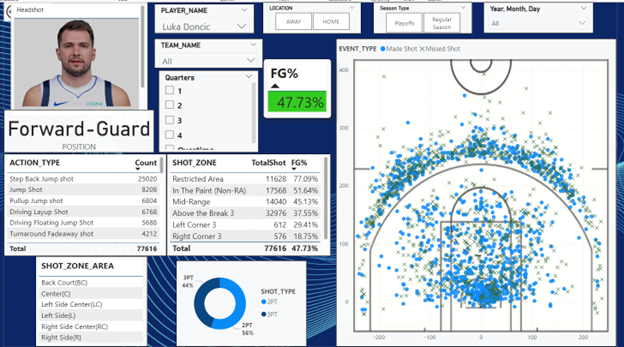 Headshot
PLAYER_NAME
Luka Doncic
TEAM_NAME
All
LOCATION
AWAY
HOME
Season Type
Playoffs
Regular Season
Year, Month, Day
All
Quarters
1
2
3
4
FG%
47.73%
Forward-Guard
POSITION
ACTION_TYPE Count
Step Back Jump shot 25020
Jump Shot 8208
Pullup Jump shot 6804
Driving Layup Shot 6768
Driving Floating Jump Shot 5688
Turnaround Fadeaway shot 4212
Total 77616
SHOT_ZONE TotalShot FG%
Restricted Area 11628 77.09%
In The Paint (Non-RA) 17568 51.64%
Mid-Range 14040 45.13%
Above the Break 3 32976 37.55%
Left Corner 3 612 29.41%
Right Corner 3 576 18.75%
Total 77616 47.73%
SHOT_ZONE_AREA
Back Court(BC)
Center(C)
Left Side Center(LC)
Left Side(L)
Right Side Center(RC)
Right Side(R)
3PT
44%
2PT
56%
SHOT_TYPE
2PT
3PT
EVENT_TYPE Made Shot Missed Shot
400
300
200
100
0
-200 -100 0 100 200